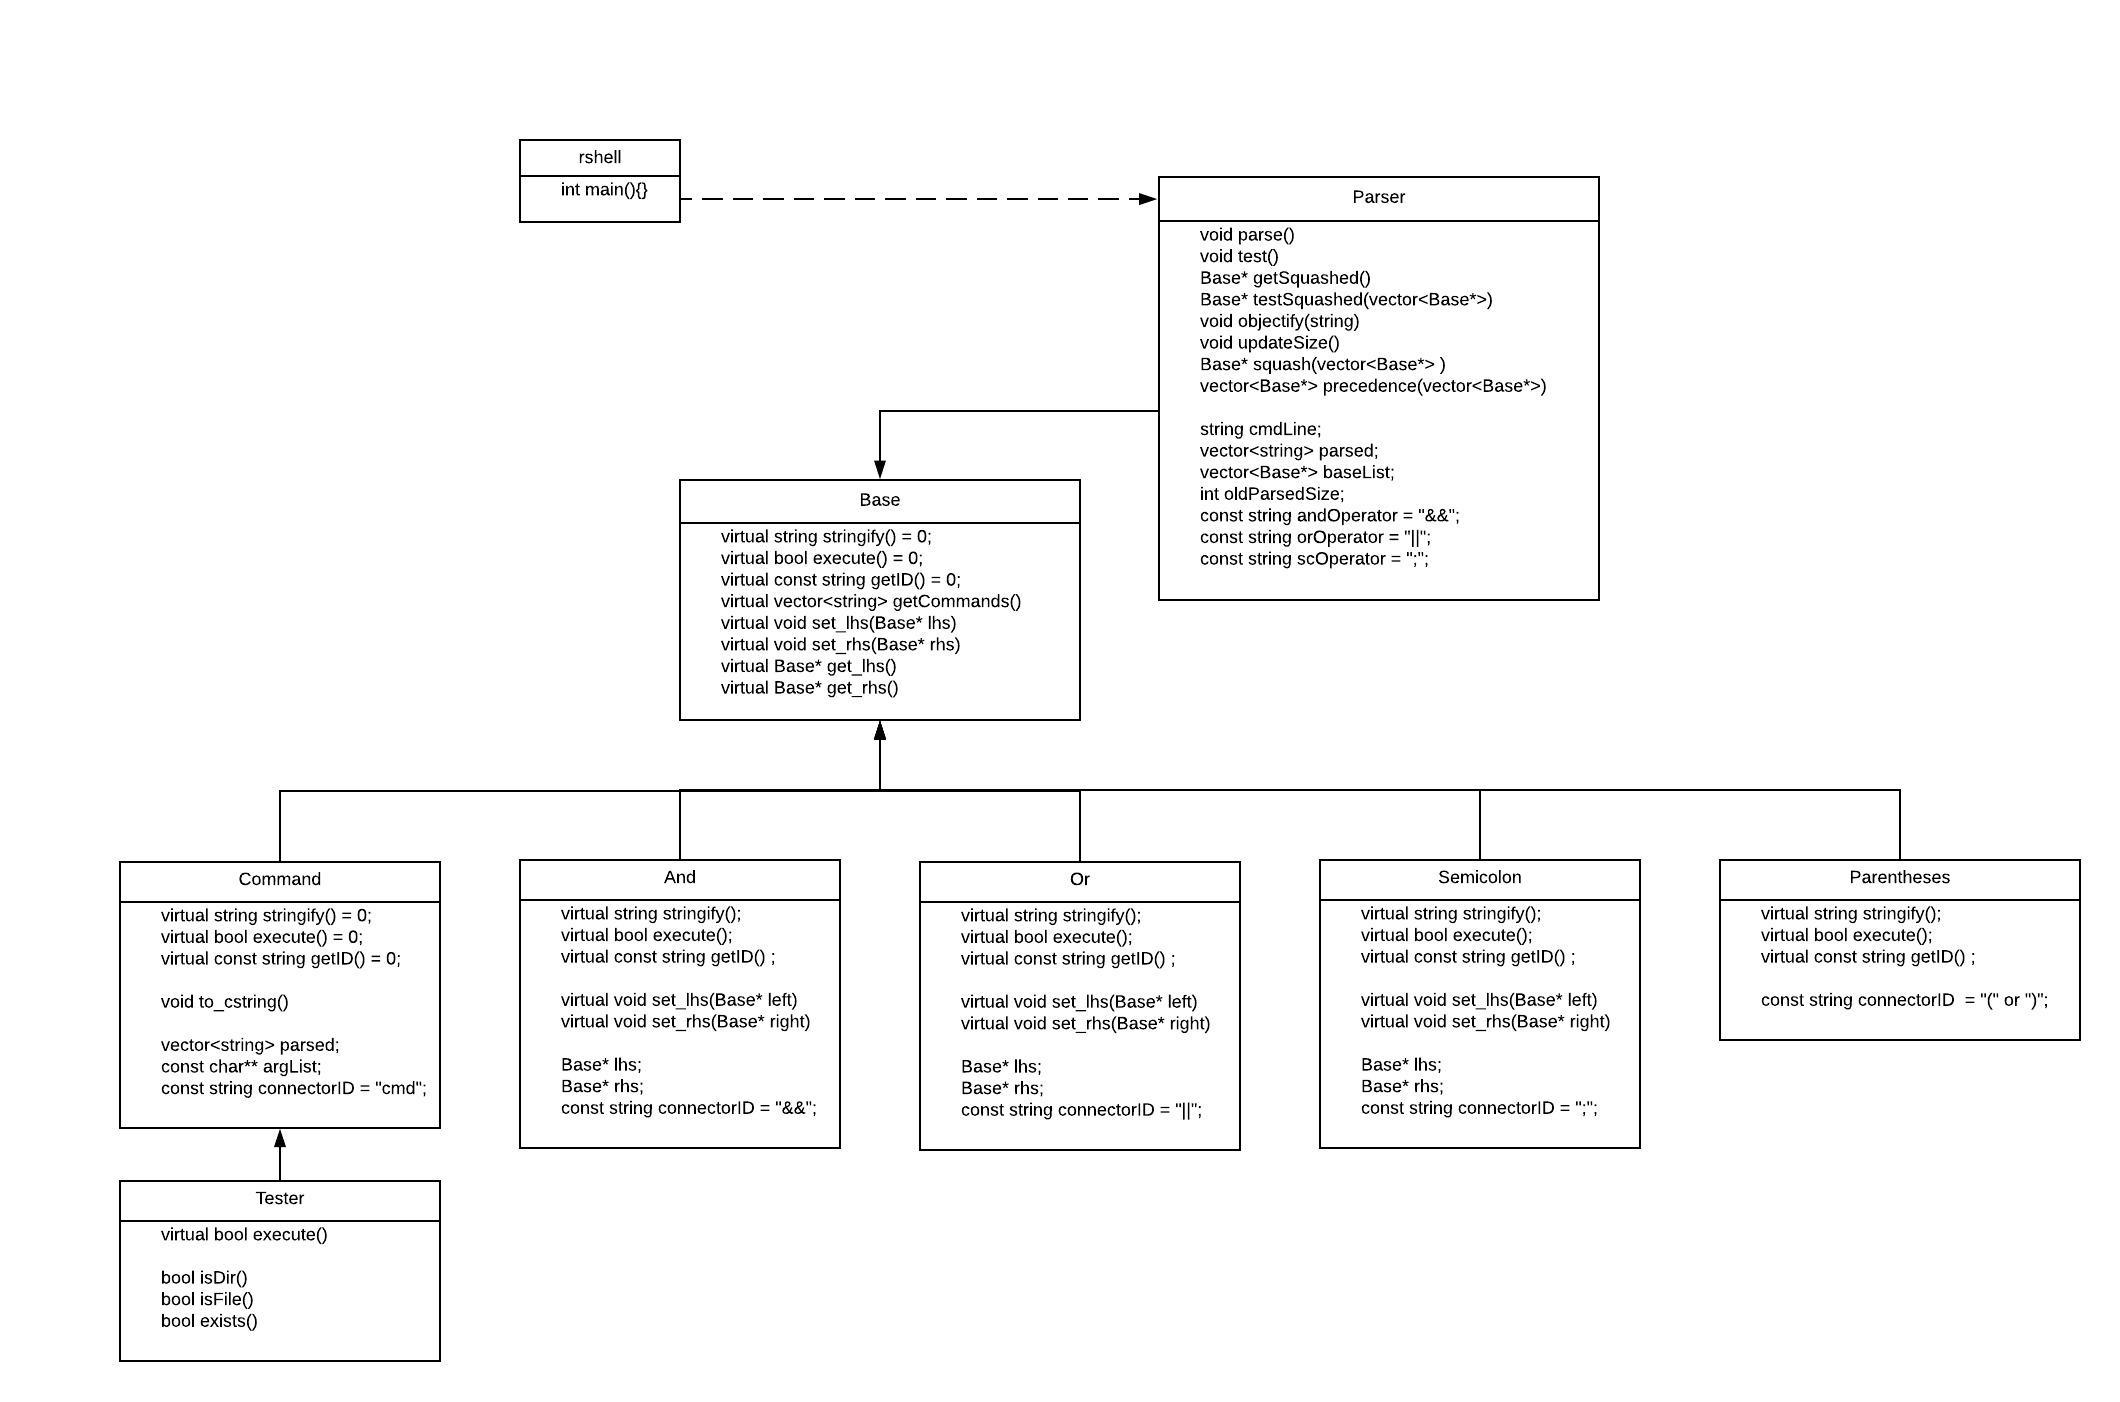 rshell
int main(){}
Parser
void parse()
void test()
Base* getSquashed()
Base* testSquashed(vector<Base*>)
void objectify(string)
void updateSize()
Base* squash(vector<Base*> )
vector<Base*> precedence(vector<Base*>)
string cmdLine;
vector<string> parsed;
vector<Base*> baseList;
int oldParsedSize;
const string andOperator = "&&";
const string orOperator = "||";
const string scOperator = ";";
Base
virtual string stringify() = 0;
virtual bool execute() = 0;
virtual const string getID() = 0;
virtual vector<string> getCommands()
virtual void set_lhs(Base* lhs)
virtual void set_rhs(Base* rhs)
virtual Base* get_lhs()
virtual Base* get_rhs()
Command
virtual string stringify() = 0;
virtual bool execute() = 0;
virtual const string getID() = 0;
void to_cstring()
vector<string> parsed;
const char** argList;
const string connectorID = "cmd";
And
virtual string stringify();
virtual bool execute();
virtual const string getID() ;
virtual void set_lhs(Base* left)
virtual void set_rhs(Base* right)
Base* lhs;
Base* rhs;
const string connectorID = "&&";
Or
virtual string stringify();
virtual bool execute();
virtual const string getID() ;
virtual void set_lhs(Base* left)
virtual void set_rhs(Base* right)
Base* lhs;
Base* rhs;
const string connectorID = "||";
Semicolon
virtual string stringify();
virtual bool execute();
virtual const string getID() ;
virtual void set_lhs(Base* left)
virtual void set_rhs(Base* right)
Base* lhs;
Base* rhs;
const string connectorID = ";";
Parentheses
virtual string stringify();
virtual bool execute();
virtual const string getID() ;
const string connectorID  = "(" or ")";
Tester
virtual bool execute()
bool isDir()
bool isFile()
bool exists()